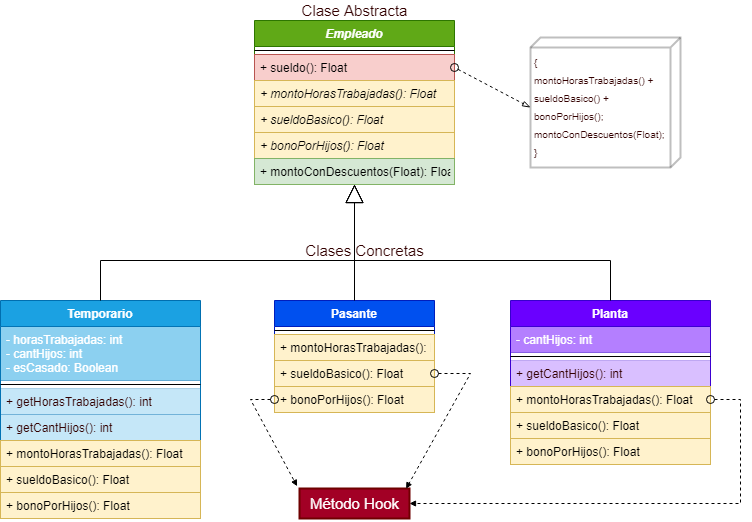 Clase Abstracta
Empleado
+ sueldo(): Float
+ montoHorasTrabajadas(): Float
+ sueldoBasico(): Float
+ bonoPorHijos(): Float
+ montoConDescuentos(Float): Floa
{
montoHorasTrabajadas() +
sueldoBasico() +
bonoPorHijos();
montoConDescuentos(Float);
}
Clases Concretas
Temporario
- horasTrabajadas: int
- cantHijos: int
- esCasado: Boolean
+ getHorasTrabajadas(): int
+ getCantHijos(): int
+ montoHorasTrabajadas(): Float
+ sueldoBasico(): Float
+ bonoPorHijos(): Float
Pasante
+ montoHorasTrabajadas():
+ sueldoBasico(): Float
+ bonoPorHijos(): Float
Planta
- cantHijos: int
+ getCantHijos(): int
+ montoHorasTrabajadas(): Float
+ sueldoBasico(): Float
+ bonoPorHijos(): Float
Método Hook